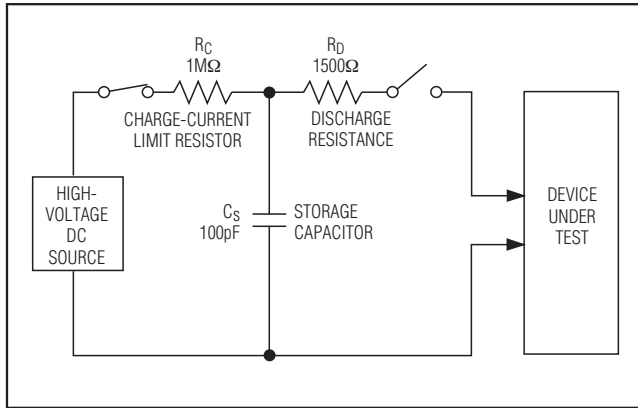 R_C
1MΩ
CHARGE-CURRENT
LIMIT RESISTOR
R_D
1500Ω
DISCHARGE
RESISTANCE
HIGH-
VOLTAGE
DC
SOURCE
C_S
100pF
STORAGE
CAPACITOR
DEVICE
UNDER
TEST